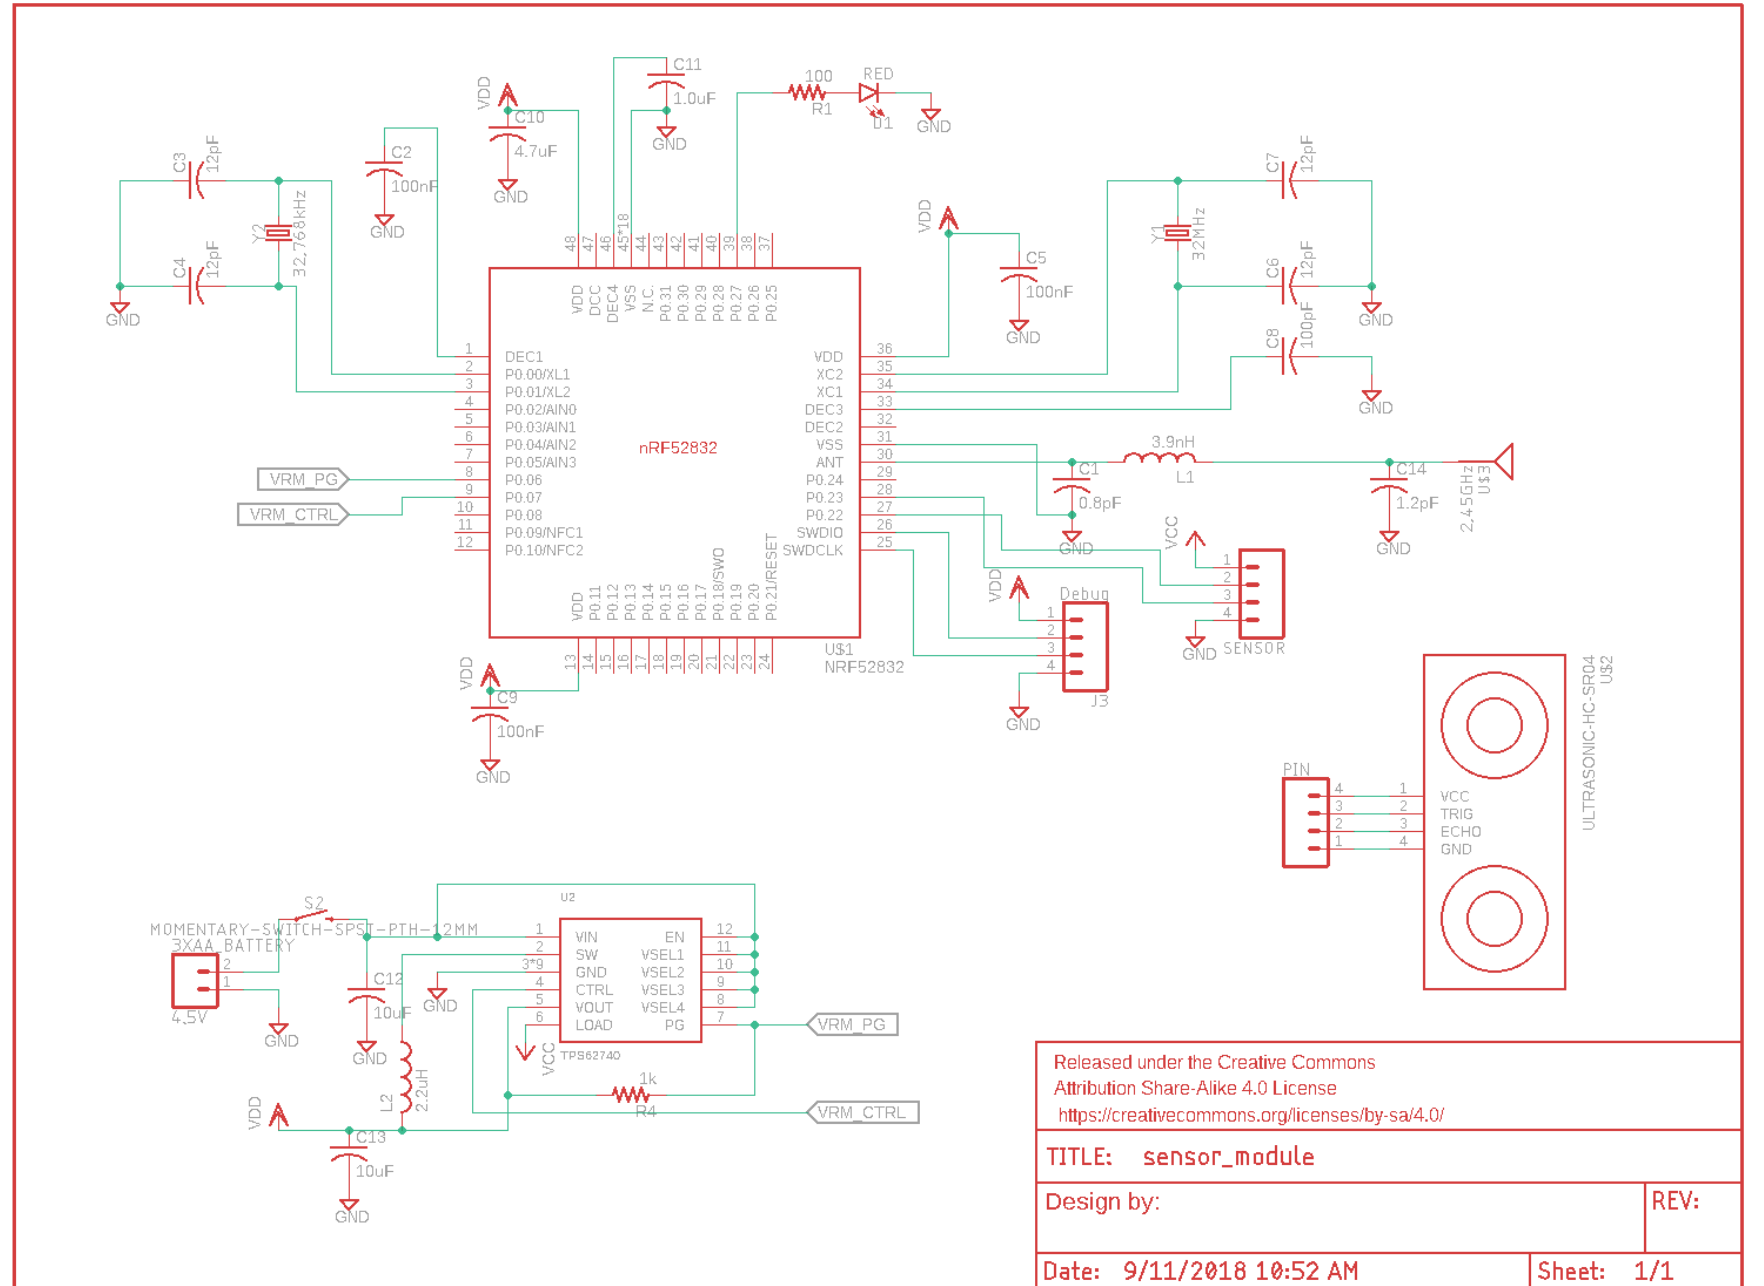 C11
1.0uF
GND
VDD
C10
4.7uF
GND
100
R1
RED
D1
GND
C3
12pF
C2
100nF
GND
Y2
32.768kHz
C4
12pF
GND
VDD
C5
100nF
GND
Y1
32MHz
C7
12pF
C6
12pF
GND
C8
100pF
GND
48 47 46 45*18 44 43 42 41 40 39 38 37
VDD DCC DEC4 VSS N.C. P0.31 P0.30 P0.29 P0.28 P0.27 P0.26 P0.25
1 DEC1
2 P0.00/XL1
3 P0.01/XL2
4 P0.02/AIN0
5 P0.03/AIN1
6 P0.04/AIN2
7 P0.05/AIN3
8 P0.06
9 P0.07
10 P0.08
11 P0.09/NFC1
12 P0.10/NFC2
VRM_PG
VRM_CTRL
nRF52832
VDD 36
XC2 35
XC1 34
DEC3 33
DEC2 32
VSS 31
ANT 30
P0.24 29
P0.23 28
P0.22 27
SWDIO 26
SWDCLK 25
VDD P0.11 P0.12 P0.13 P0.14 P0.15 P0.16 P0.17 P0.18/SWO P0.19 P0.20 P0.21/RESET
13 14 15 16 17 18 19 20 21 22 23 24
U$1
NRF52832
VDD
C9
100nF
GND
3.9nH
L1
C1
0.8pF
GND
C14
1.2pF
GND
2.45GHz
U$3
VCC
1
2
3
4
GND
SENSOR
VDD
Debug
1
2
3
4
J3
GND
ULTRASONIC-HC-SR04
U$2
PIN
4 1 VCC
3 2 TRIG
2 3 ECHO
1 4 GND
S2
MOMENTARY-SWITCH-SPST-PTH-12MM
3XAA_BATTERY
2
1
4.5V
GND
C12
10uF
GND
GND
U2
1 VIN
2 SW
3*9 GND
4 CTRL
5 VOUT
6 LOAD
EN 12
VSEL1 11
VSEL2 10
VSEL3 9
VSEL4 8
PG 7
TPS62740
VCC
VRM_PG
1k
R4
VRM_CTRL
L2
2.2uH
VDD
C13
10uF
GND
Released under the Creative Commons
Attribution Share-Alike 4.0 License
https://creativecommons.org/licenses/by-sa/4.0/
TITLE: sensor_module
Design by:
REV:
Date: 9/11/2018 10:52 AM
Sheet: 1/1